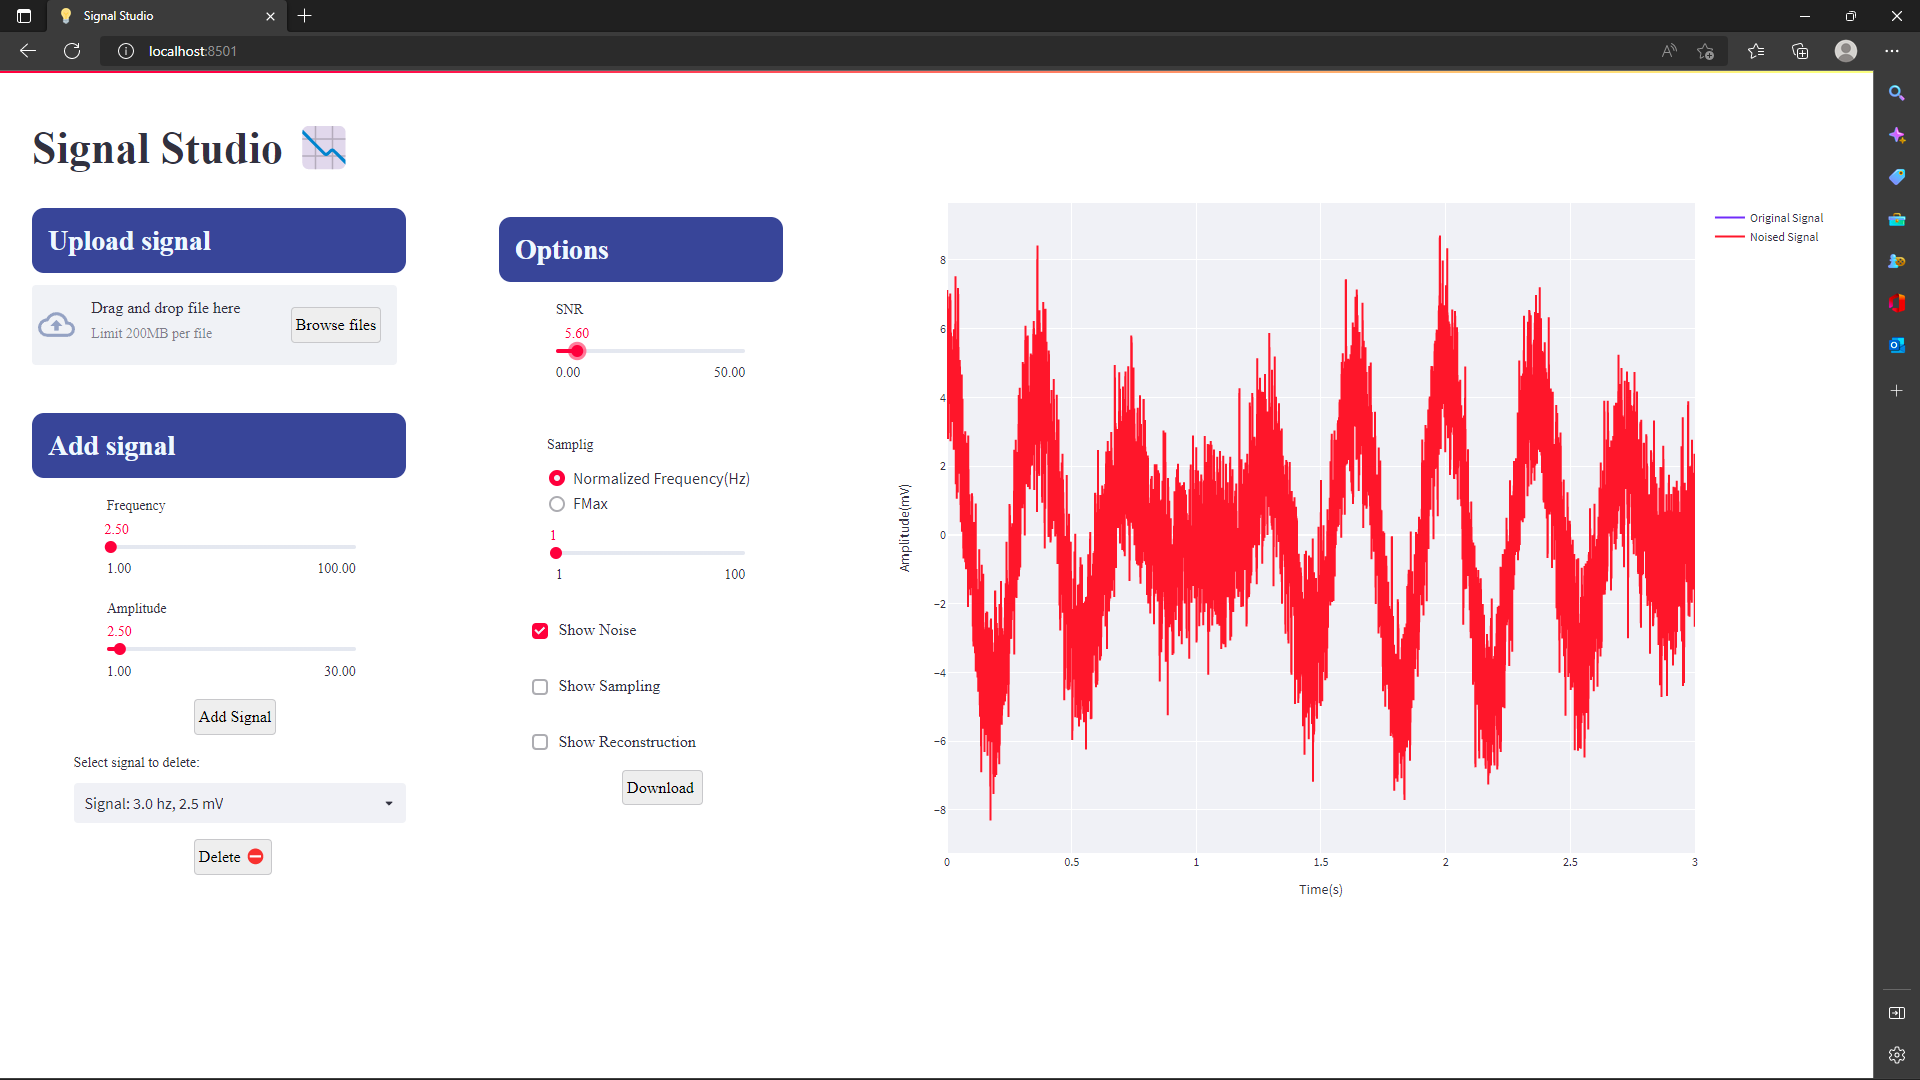 Signal Studio
localhost:8501
Signal Studio
Upload signal
Drag and drop file here
Limit 200MB per file
Browse files
Add signal
Frequency
2.50
1.00 100.00
Amplitude
2.50
1.00 30.00
Add Signal
Select signal to delete:
Signal: 3.0 hz, 2.5 mV
Delete
Options
SNR
5.60
0.00 50.00
Samplig
Normalized Frequency(Hz)
FMax
1
1 100
Show Noise
Show Sampling
Show Reconstruction
Download
Original Signal
Noised Signal
Amplitude(mV)
8
6
4
2
0
−2
−4
−6
−8
0 0.5 1 1.5 2 2.5 3
Time(s)